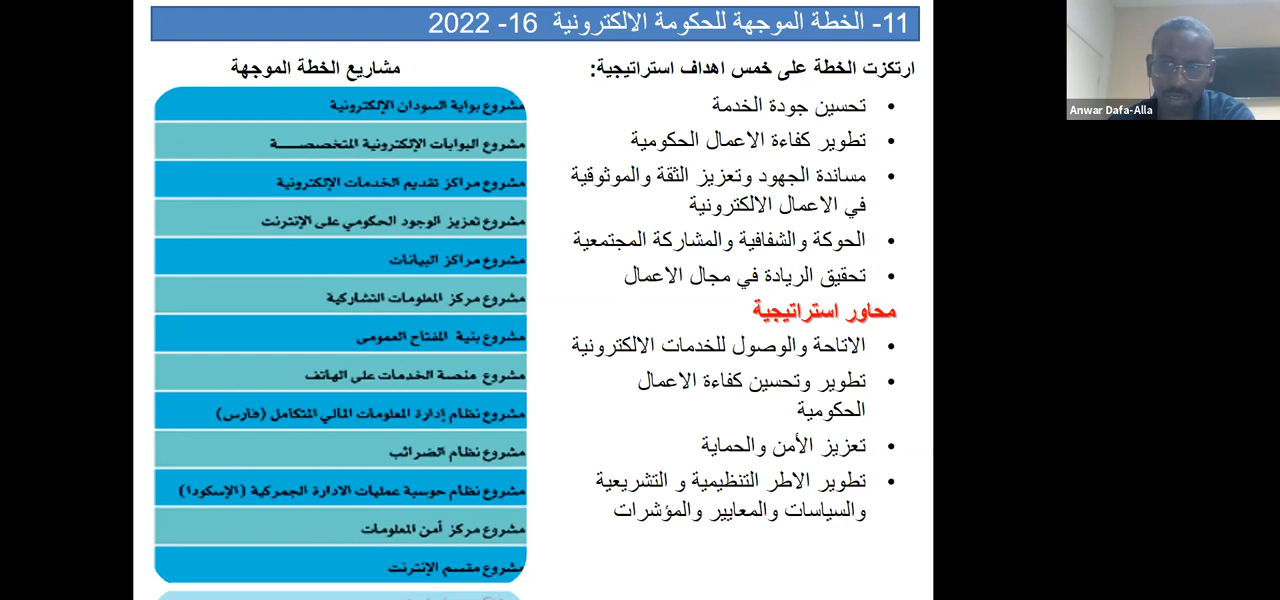 11- الخطة الموجهة للحكومة الالكترونية 16- 2022
ارتكزت الخطة على خمس اهداف استراتيجية:
• تحسين جودة الخدمة
• تطوير كفاءة الاعمال الحكومية
• مساندة الجهود وتعزيز الثقة والموثوقية
في الاعمال الالكترونية
• الحوكة والشفافية والمشاركة المجتمعية
• تحقيق الريادة في مجال الاعمال
محاور استراتيجية
• الاتاحة والوصول للخدمات الالكترونية
• تطوير وتحسين كفاءة الاعمال
الحكومية
• تعزيز الأمن والحماية
• تطوير الاطر التنظيمية و التشريعية
والسياسات والمعايير والمؤشرات
مشاريع الخطة الموجهة
مشروع بوابة السودان الإلكترونية
مشروع البوابات الإلكترونية المتخصصـــــة
مشروع مراكز تقديم الخدمات الإلكترونية
مشروع تعزيز الوجود الحكومي على الإنترنت
مشروع مراكز البيانات
مشروع مركز المعلومات التشاركية
مشروع بنية المفتاح العمومى
مشروع منصة الخدمات على الهاتف
مشروع نظام إدارة المعلومات المالي المتكامل (فارس)
مشروع نظام الضرائب
مشروع نظام حوسبة عمليات الادارة الجمركية (الإسكودا)
مشروع مركز أمن المعلومات
مشروع مقسم الإنترنت
Anwar Dafa-Alla